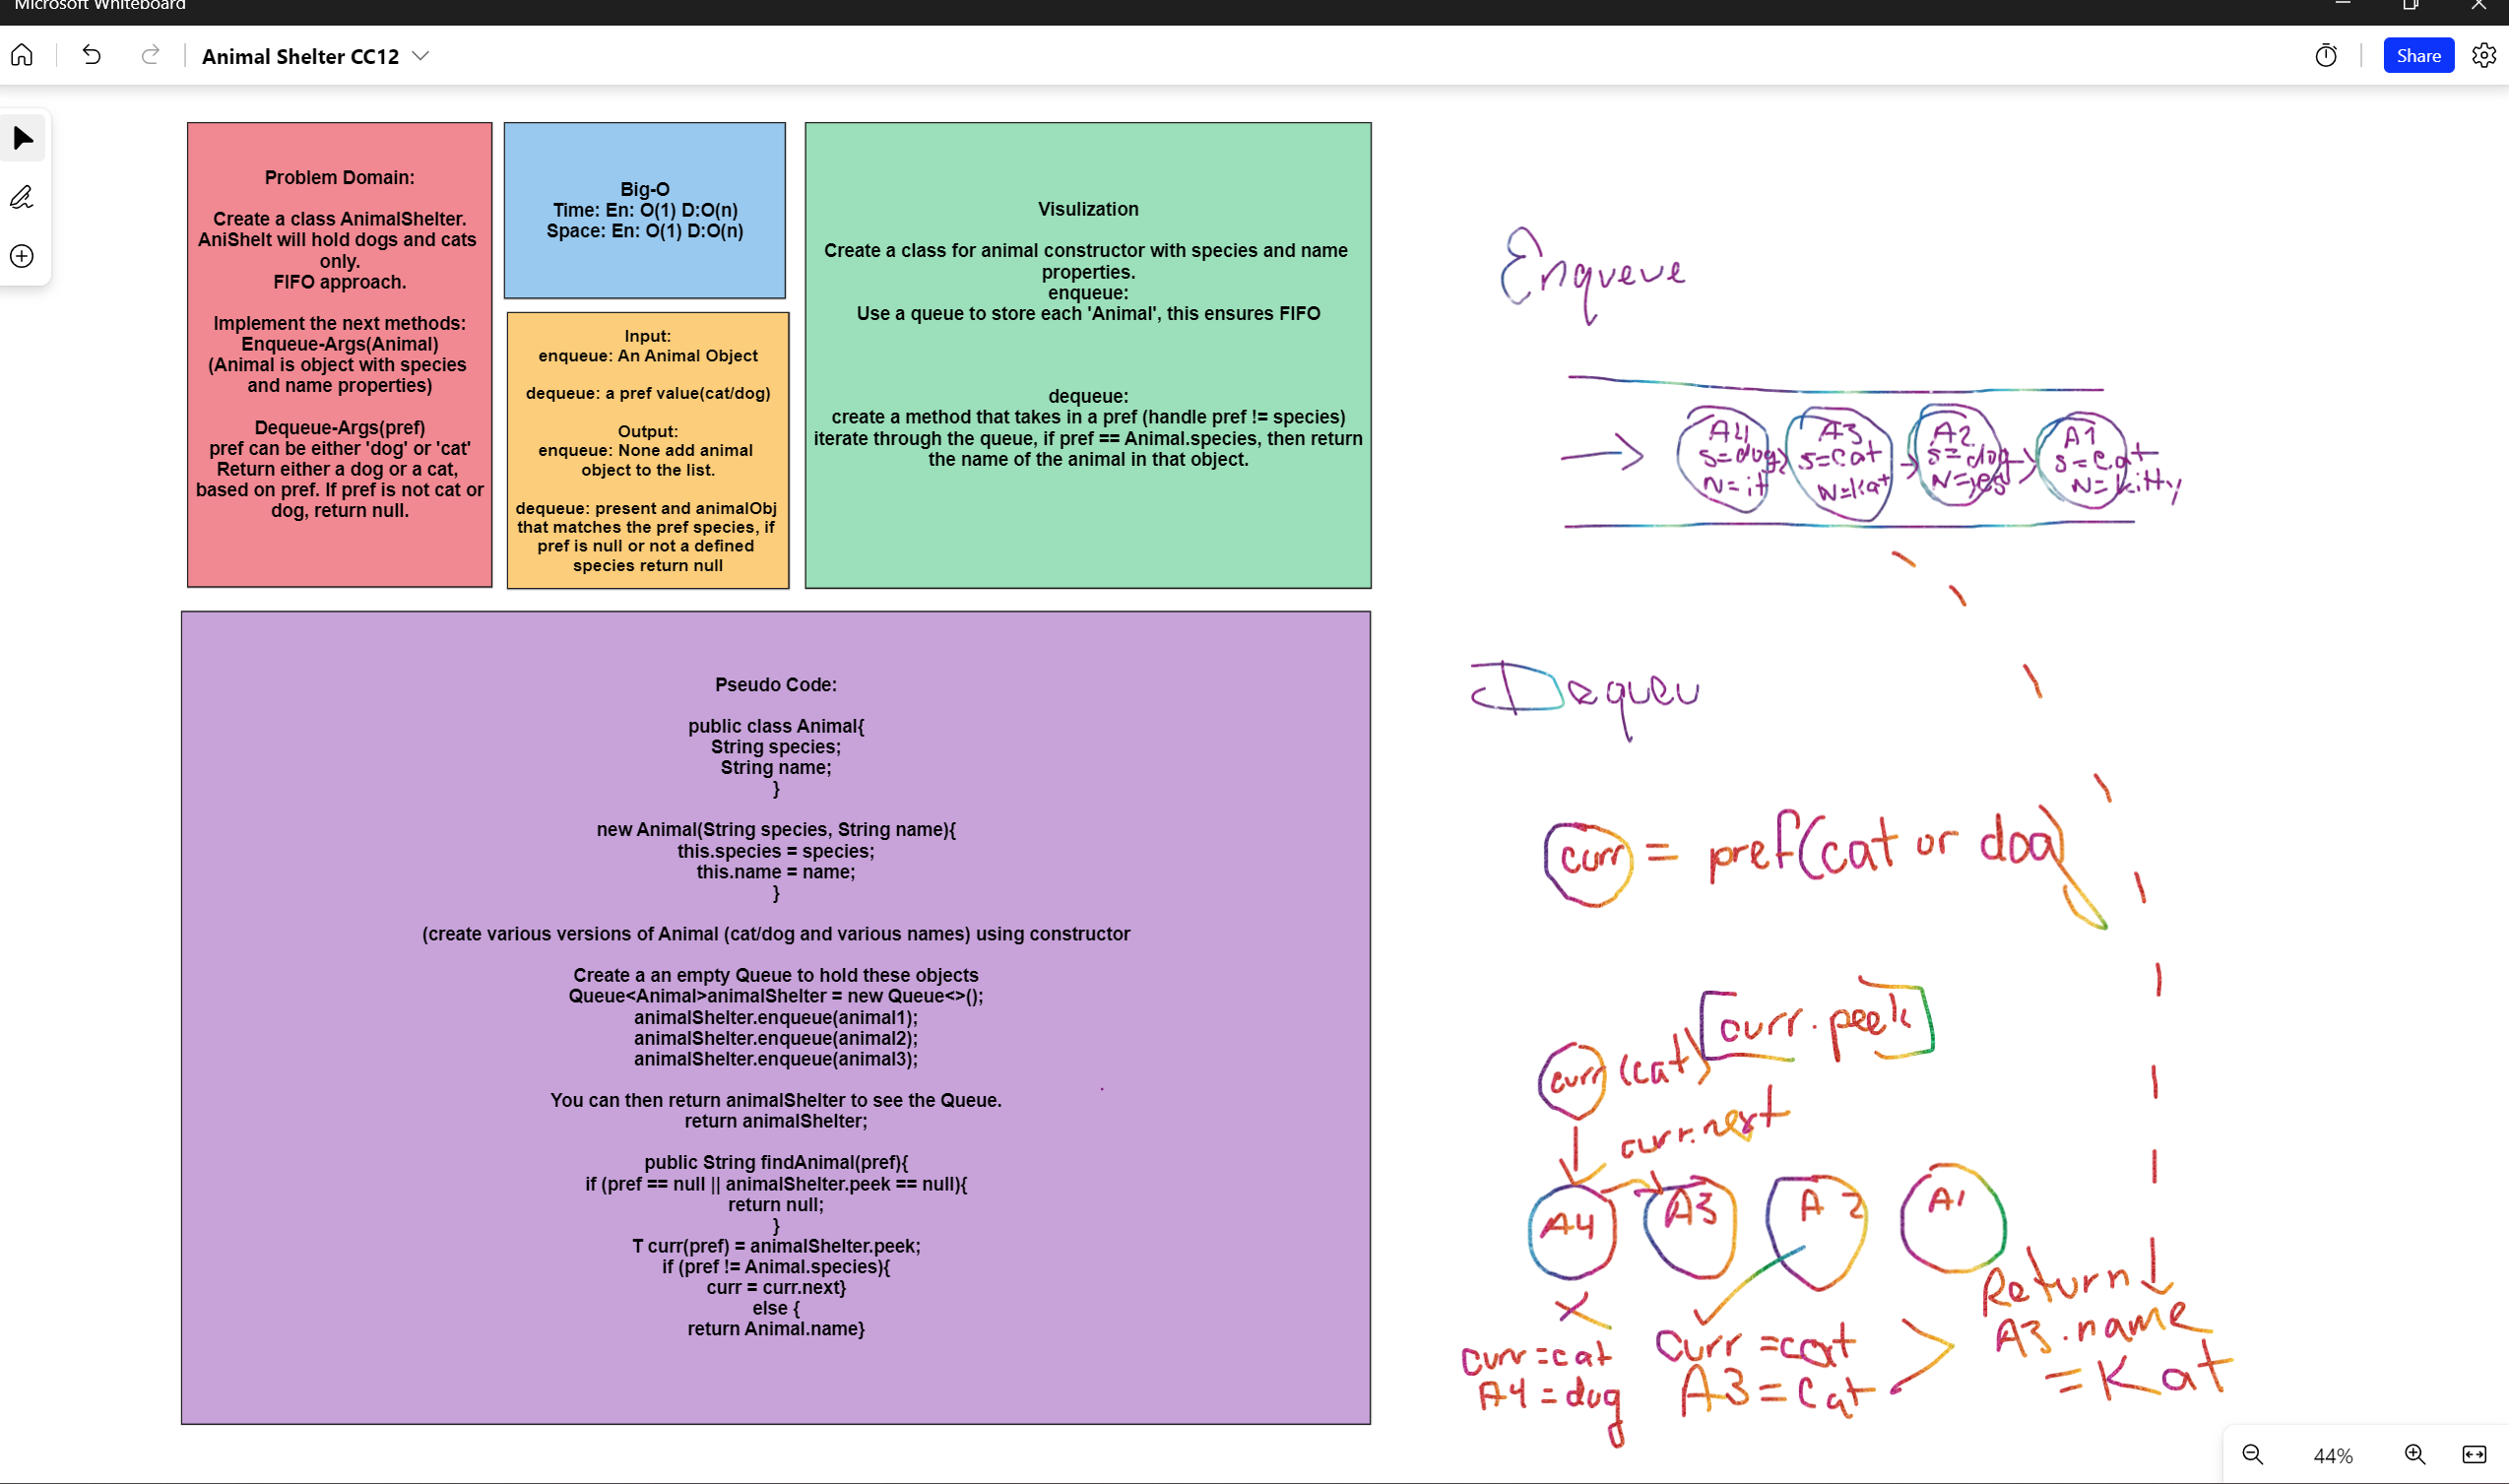 Microsoft Whiteboard
Animal Shelter CC12
Share
Problem Domain:
Create a class AnimalShelter.
AniShelt will hold dogs and cats
only.
FIFO approach.
Implement the next methods:
Enqueue-Args(Animal)
(Animal is object with species
and name properties)
Dequeue-Args(pref)
pref can be either 'dog' or 'cat'
Return either a dog or a cat,
based on pref. If pref is not cat or
dog, return null.
Big-O
Time: En: O(1) D:O(n)
Space: En: O(1) D:O(n)
Input:
enqueue: An Animal Object
dequeue: a pref value(cat/dog)
Output:
enqueue: None add animal
object to the list.
dequeue: present and animalObj
that matches the pref species, if
pref is null or not a defined
species return null
Visulization
Create a class for animal constructor with species and name
properties.
enqueue:
Use a queue to store each 'Animal', this ensures FIFO
dequeue:
create a method that takes in a pref (handle pref != species)
iterate through the queue, if pref == Animal.species, then return
the name of the animal in that object.
Pseudo Code:
public class Animal{
String species;
String name;
}
new Animal(String species, String name){
this.species = species;
this.name = name;
}
(create various versions of Animal (cat/dog and various names) using constructor
Create a an empty Queue to hold these objects
Queue<Animal>animalShelter = new Queue<>();
animalShelter.enqueue(animal1);
animalShelter.enqueue(animal2);
animalShelter.enqueue(animal3);
You can then return animalShelter to see the Queue.
return animalShelter;
public String findAnimal(pref){
if (pref == null || animalShelter.peek == null){
return null;
}
T curr(pref) = animalShelter.peek;
if (pref != Animal.species){
curr = curr.next}
else {
return Animal.name}
Enqueue
A4
s=dog
N=it
A3
s=cat
N=Kat
A2
s=dog
N=yes
A1
s=cat
N=kitty
Dequeu
curr = pref(cat or dog)
curr (cat) [curr.peek]
curr.next
A4 A3 A2 A1
curr=cat
A4=dog
curr=cat
A3=cat
Return
A3.name
=Kat
44%